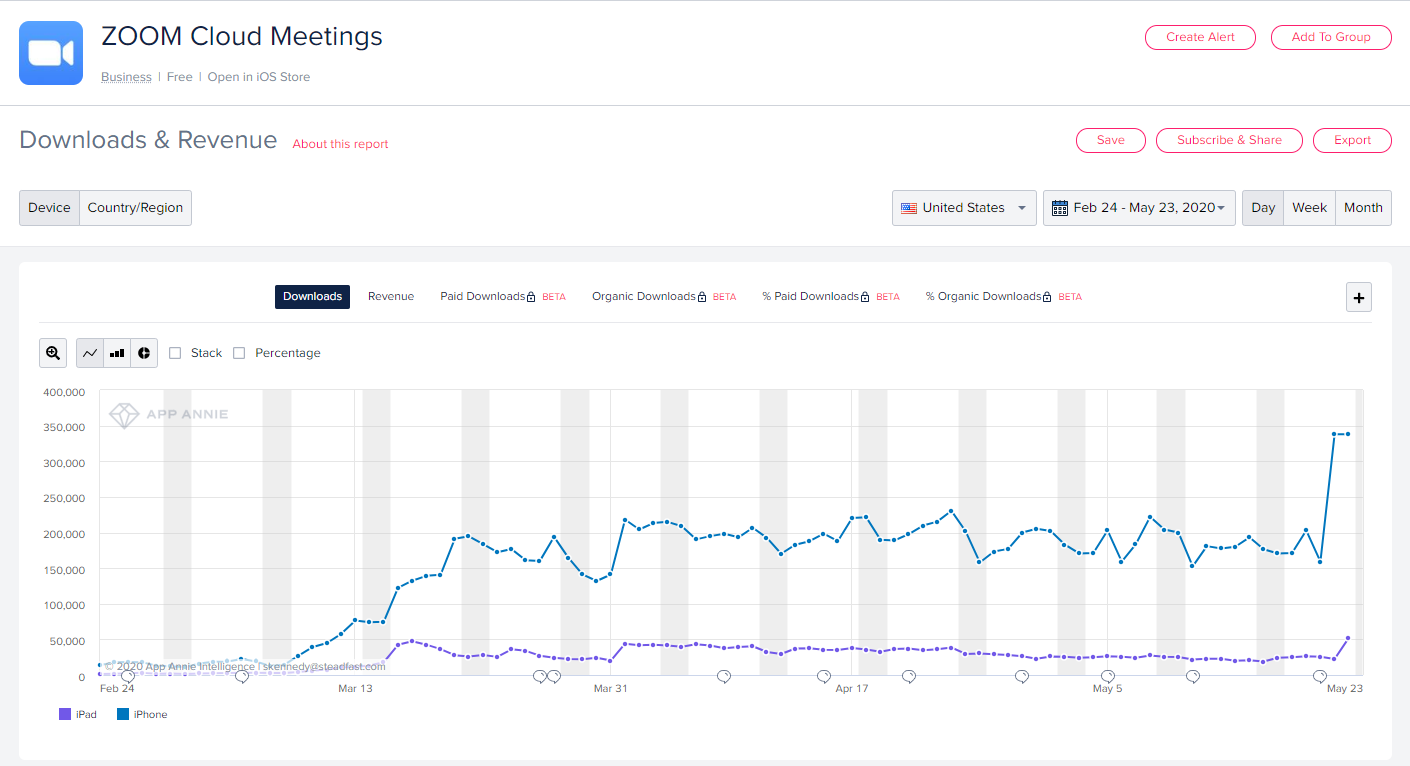 ZOOM Cloud Meetings
Create Alert
Add To Group
Business | Free | Open in iOS Store
Downloads & Revenue
About this report
Save
Subscribe & Share
Export
Device
Country/Region
United States
Feb 24 - May 23, 2020
Day
Week
Month
Downloads
Revenue
Paid Downloads BETA
Organic Downloads BETA
% Paid Downloads BETA
% Organic Downloads BETA
+
Stack
Percentage
400,000
APP ANNIE
350,000
300,000
250,000
200,000
150,000
100,000
50,000
© 2020 App Annie Intelligence | skennedy@steadfast.com
0
Feb 24
Mar 13
Mar 31
Apr 17
May 5
May 23
iPad
iPhone